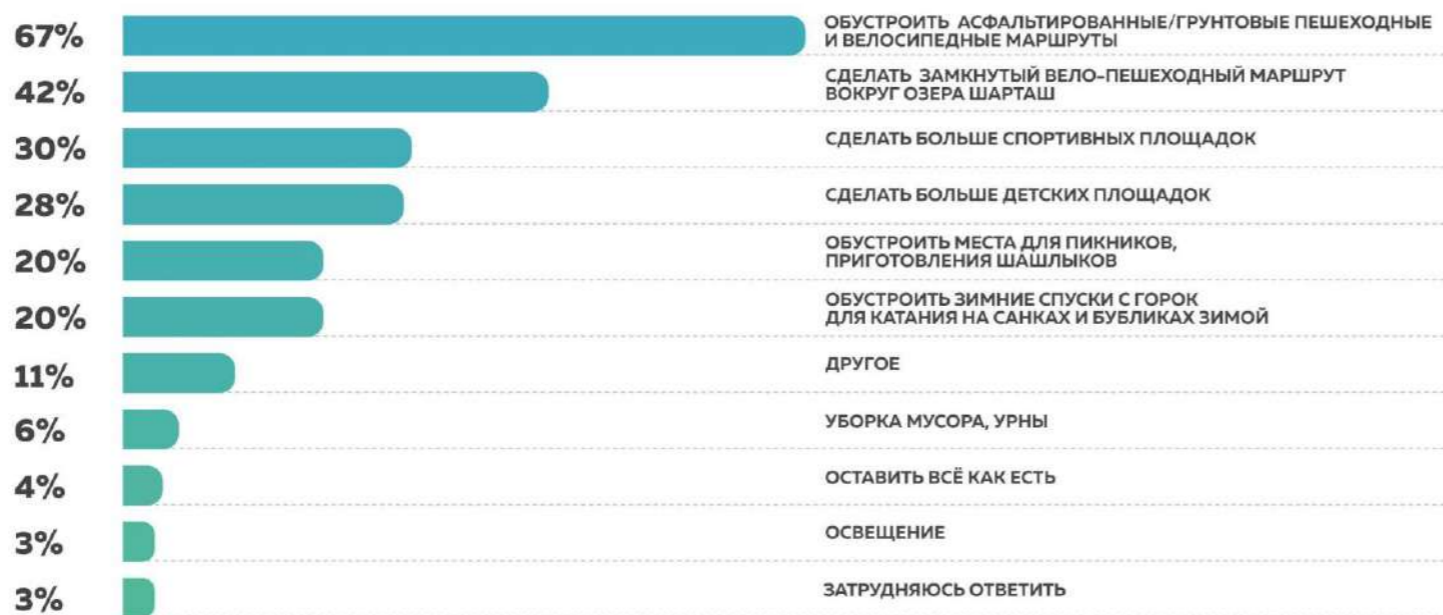 67%
ОБУСТРОИТЬ АСФАЛЬТИРОВАННЫЕ/ГРУНТОВЫЕ ПЕШЕХОДНЫЕ
И ВЕЛОСИПЕДНЫЕ МАРШРУТЫ
42%
СДЕЛАТЬ ЗАМКНУТЫЙ ВЕЛО-ПЕШЕХОДНЫЙ МАРШРУТ
ВОКРУГ ОЗЕРА ШАРТАШ
30%
СДЕЛАТЬ БОЛЬШЕ СПОРТИВНЫХ ПЛОЩАДОК
28%
СДЕЛАТЬ БОЛЬШЕ ДЕТСКИХ ПЛОЩАДОК
20%
ОБУСТРОИТЬ МЕСТА ДЛЯ ПИКНИКОВ,
ПРИГОТОВЛЕНИЯ ШАШЛЫКОВ
20%
ОБУСТРОИТЬ ЗИМНИЕ СПУСКИ С ГОРОК
ДЛЯ КАТАНИЯ НА САНКАХ И БУБЛИКАХ ЗИМОЙ
11%
ДРУГОЕ
6%
УБОРКА МУСОРА, УРНЫ
4%
ОСТАВИТЬ ВСЁ КАК ЕСТЬ
3%
ОСВЕЩЕНИЕ
3%
ЗАТРУДНЯЮСЬ ОТВЕТИТЬ